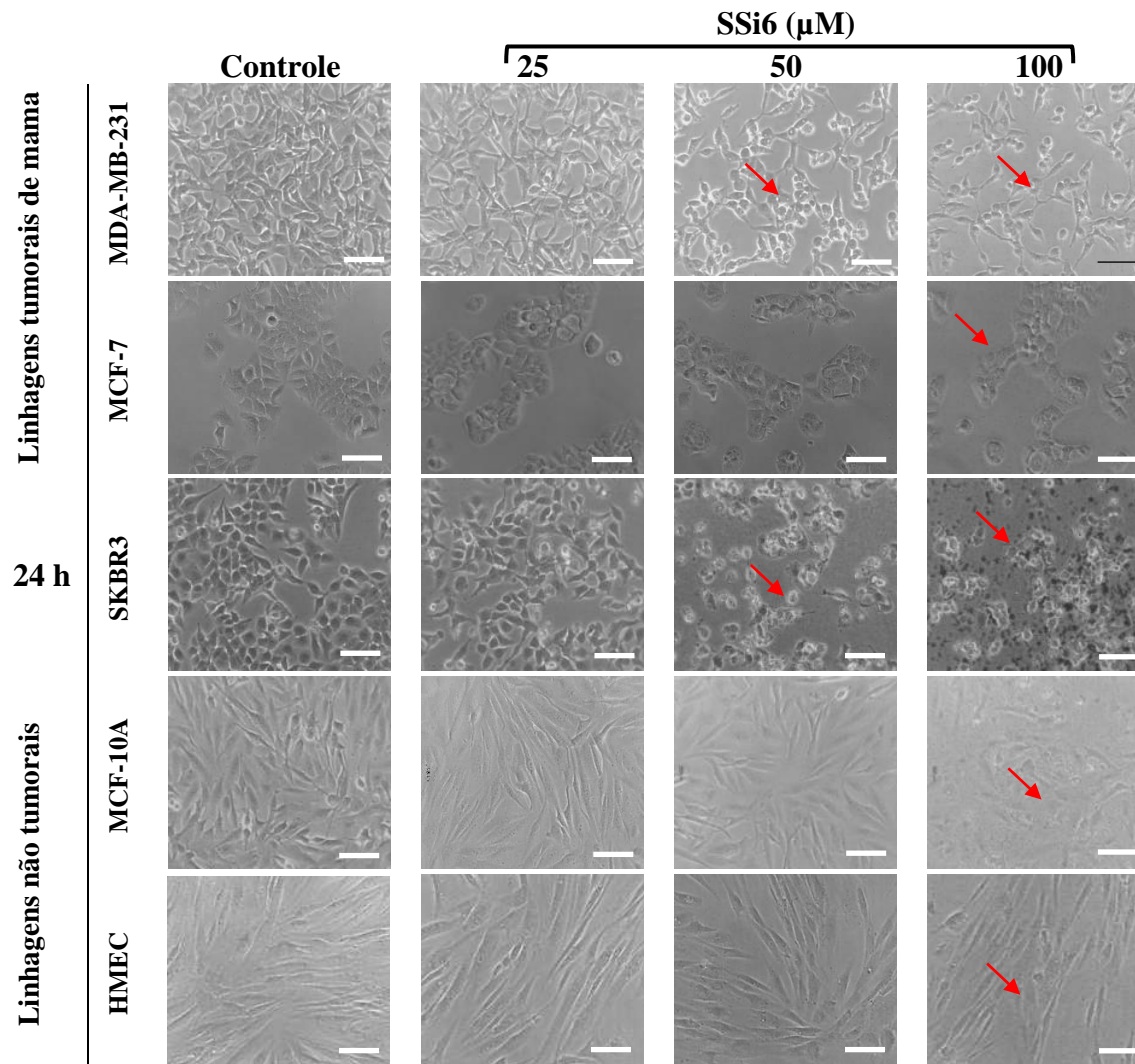 SSi6 (µM)
Controle
25
50
100
Linhagens tumorais de mama
MDA-MB-231
MCF-7
24 h
SKBR3
Linhagens não tumorais
MCF-10A
HMEC